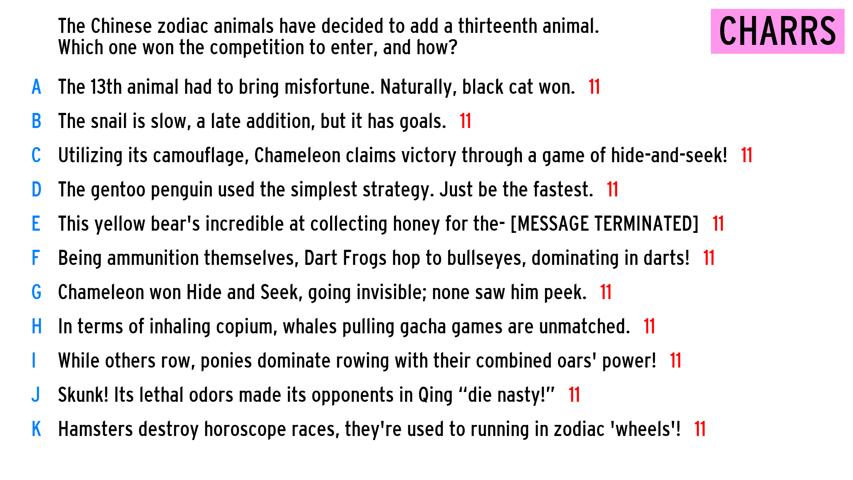 The Chinese zodiac animals have decided to add a thirteenth animal.
Which one won the competition to enter, and how?
CHARRS
A The 13th animal had to bring misfortune. Naturally, black cat won. 11
B The snail is slow, a late addition, but it has goals. 11
C Utilizing its camouflage, Chameleon claims victory through a game of hide-and-seek! 11
D The gentoo penguin used the simplest strategy. Just be the fastest. 11
E This yellow bear's incredible at collecting honey for the- [MESSAGE TERMINATED] 11
F Being ammunition themselves, Dart Frogs hop to bullseyes, dominating in darts! 11
G Chameleon won Hide and Seek, going invisible; none saw him peek. 11
H In terms of inhaling copium, whales pulling gacha games are unmatched. 11
I While others row, ponies dominate rowing with their combined oars' power! 11
J Skunk! Its lethal odors made its opponents in Qing “die nasty!” 11
K Hamsters destroy horoscope races, they're used to running in zodiac 'wheels'! 11